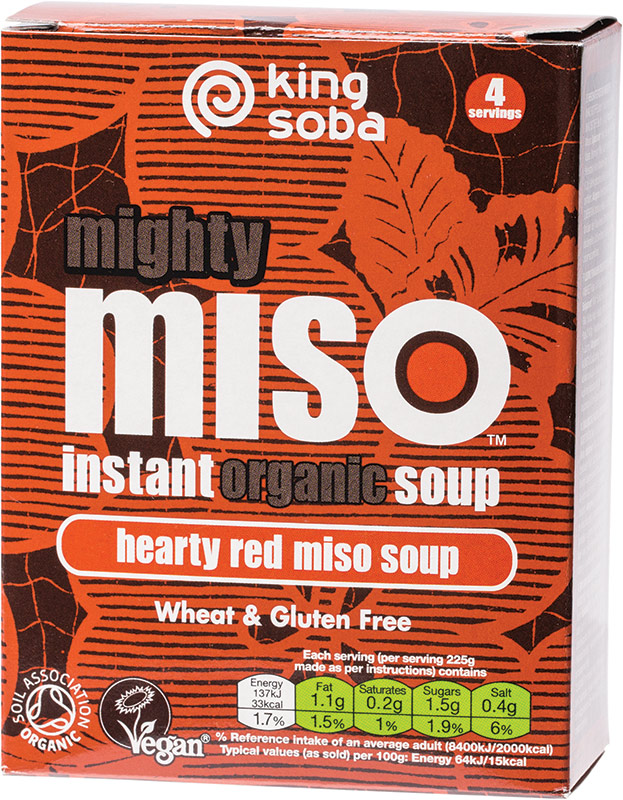 king
soba
4
servings
mighty
miso
™
instant organic soup
hearty red miso soup
Wheat & Gluten Free
Each serving (per serving 225g
made as per instructions) contains
Energy
137kJ
33kcal
1.7%
Fat
1.1g
1.5%
Saturates
0.2g
1%
Sugars
1.5g
1.9%
Salt
0.4g
6%
SOIL ASSOCIATION
ORGANIC
Vegan®
% Reference intake of an average adult (8400kJ/2000kcal)
Typical values (as sold) per 100g: Energy 64kJ/15kcal